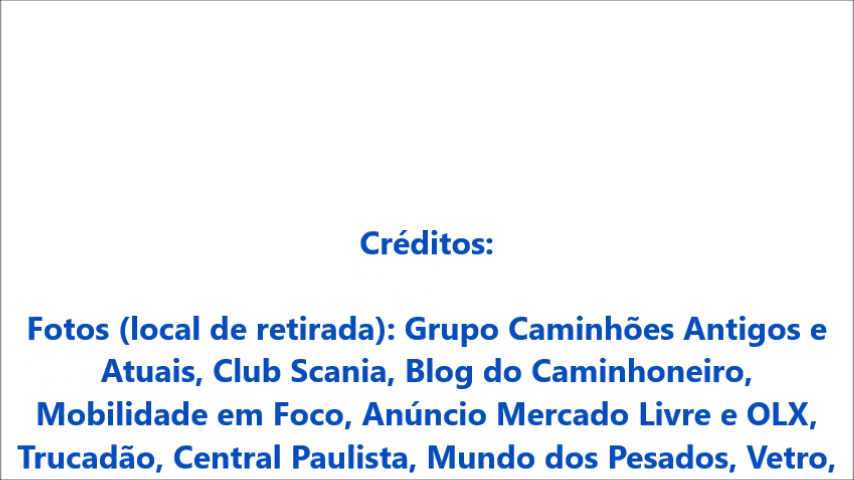 Créditos:
Fotos (local de retirada): Grupo Caminhões Antigos e
Atuais, Club Scania, Blog do Caminhoneiro,
Mobilidade em Foco, Anúncio Mercado Livre e OLX,
Trucadão, Central Paulista, Mundo dos Pesados, Vetro,